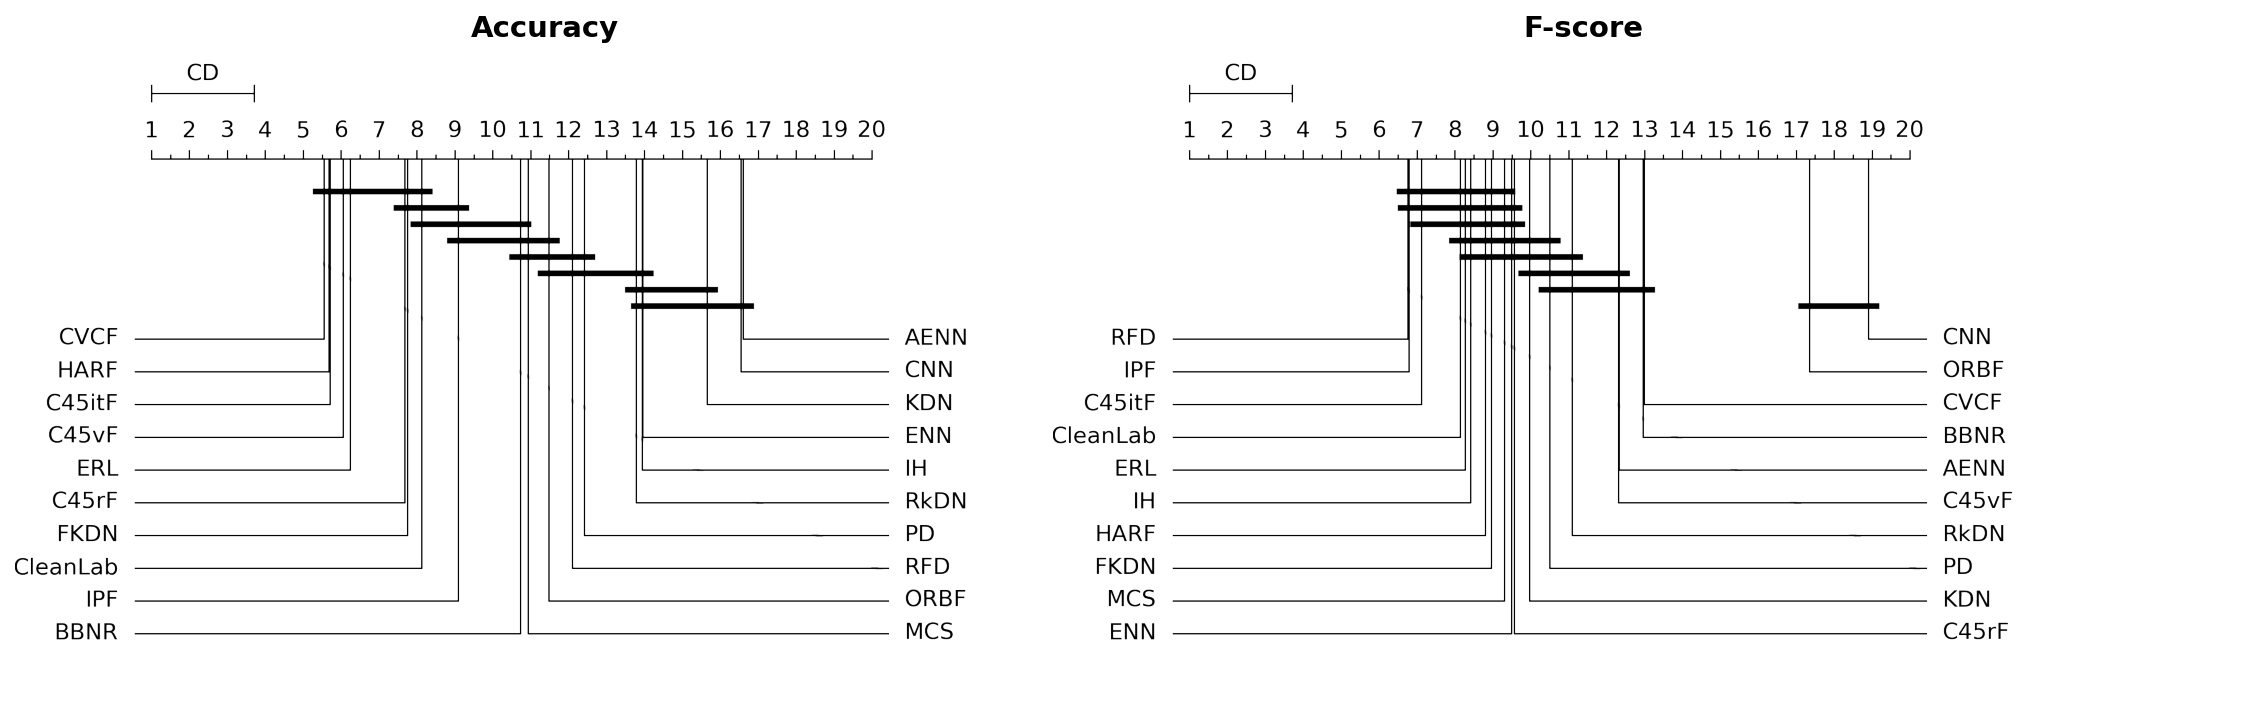 Accuracy
CD
1 2 3 4 5 6 7 8 9 10 11 12 13 14 15 16 17 18 19 20
CVCF
HARF
C45itF
C45vF
ERL
C45rF
FKDN
CleanLab
IPF
BBNR
AENN
CNN
KDN
ENN
IH
RkDN
PD
RFD
ORBF
MCS
F-score
CD
1 2 3 4 5 6 7 8 9 10 11 12 13 14 15 16 17 18 19 20
RFD
IPF
C45itF
CleanLab
ERL
IH
HARF
FKDN
MCS
ENN
CNN
ORBF
CVCF
BBNR
AENN
C45vF
RkDN
PD
KDN
C45rF